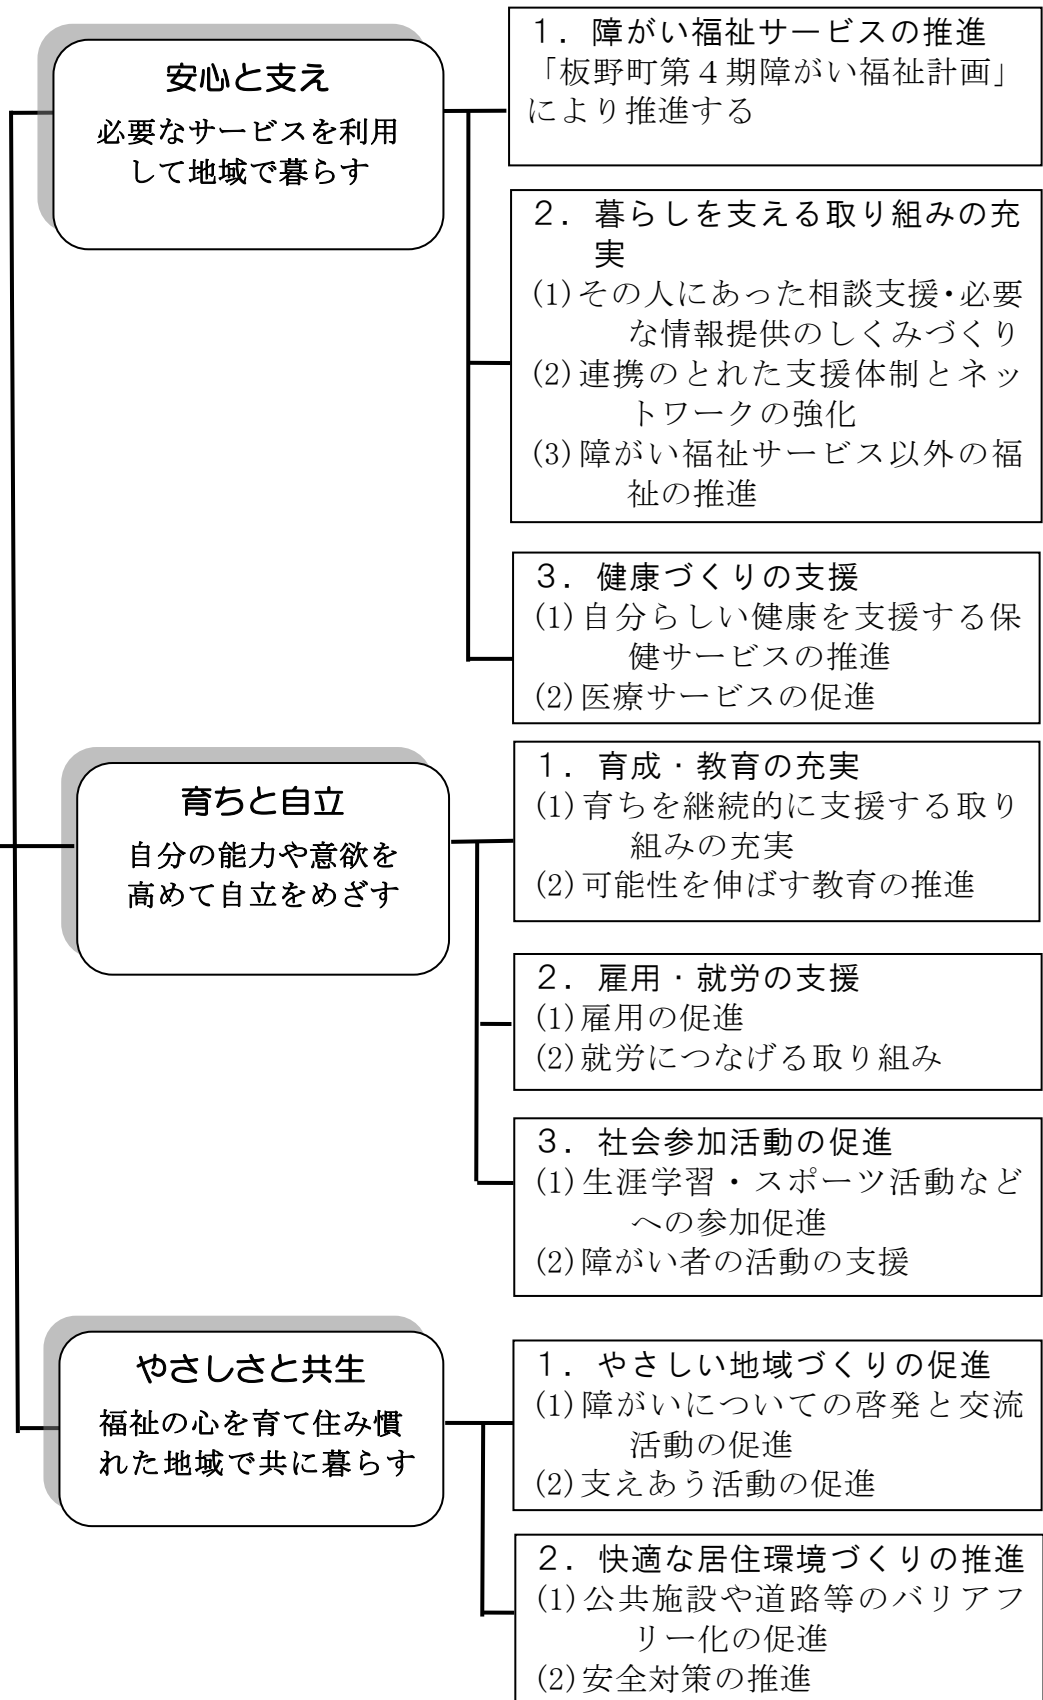 安心と支え
必要なサービスを利用
して地域で暮らす
１．障がい福祉サービスの推進
「板野町第４期障がい福祉計画」
により推進する
２．暮らしを支える取り組みの充
実
(1)その人にあった相談支援・必要
な情報提供のしくみづくり
(2)連携のとれた支援体制とネッ
トワークの強化
(3)障がい福祉サービス以外の福
祉の推進
３．健康づくりの支援
(1)自分らしい健康を支援する保
健サービスの推進
(2)医療サービスの促進
育ちと自立
自分の能力や意欲を
高めて自立をめざす
１．育成・教育の充実
(1)育ちを継続的に支援する取り
組みの充実
(2)可能性を伸ばす教育の推進
２．雇用・就労の支援
(1)雇用の促進
(2)就労につなげる取り組み
３．社会参加活動の促進
(1)生涯学習・スポーツ活動など
への参加促進
(2)障がい者の活動の支援
やさしさと共生
福祉の心を育て住み慣
れた地域で共に暮らす
１．やさしい地域づくりの促進
(1)障がいについての啓発と交流
活動の促進
(2)支えあう活動の促進
２．快適な居住環境づくりの推進
(1)公共施設や道路等のバリアフ
リー化の促進
(2)安全対策の推進